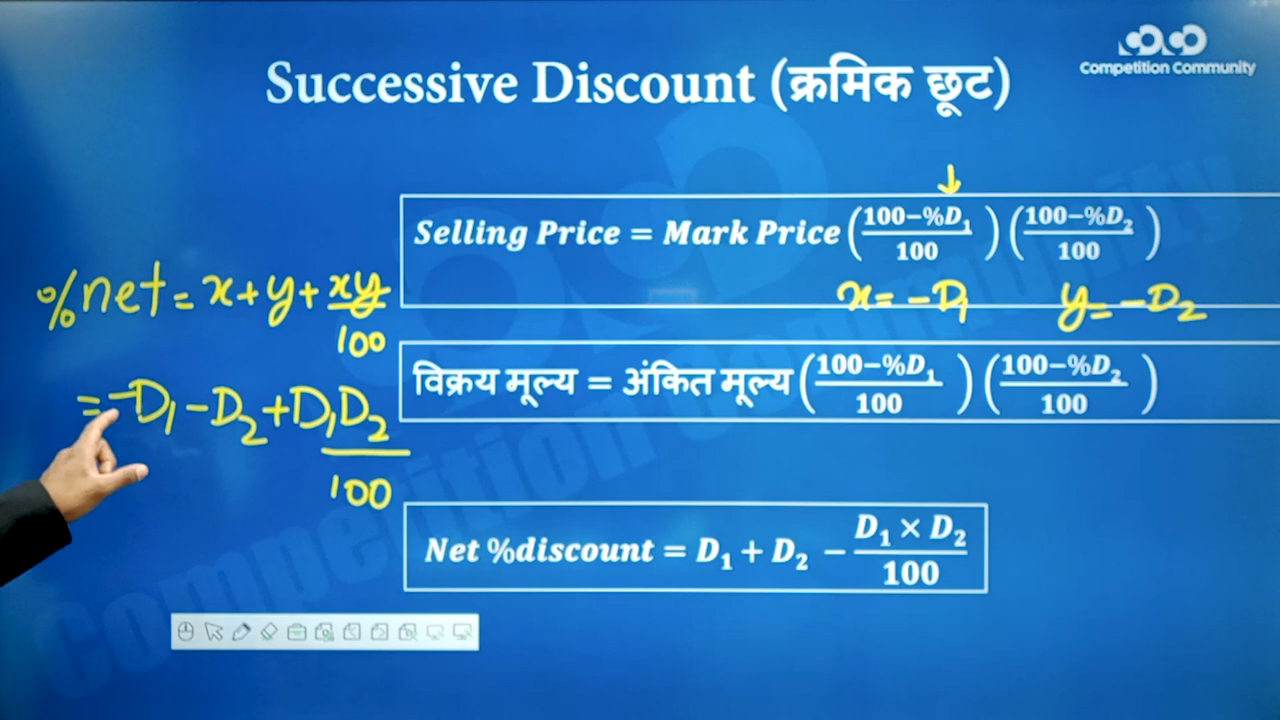 Competition Community
Successive Discount (क्रमिक छूट)
↓
Selling Price = Mark Price ((100−%D₁)/100) ((100−%D₂)/100)
%net = x+y+xy/100
x = −D₁ y = −D₂
विक्रय मूल्य = अंकित मूल्य ((100−%D₁)/100) ((100−%D₂)/100)
= −D₁ −D₂ +D₁D₂/100
Net %discount = D₁ + D₂ − (D₁ × D₂)/100
Competition Community